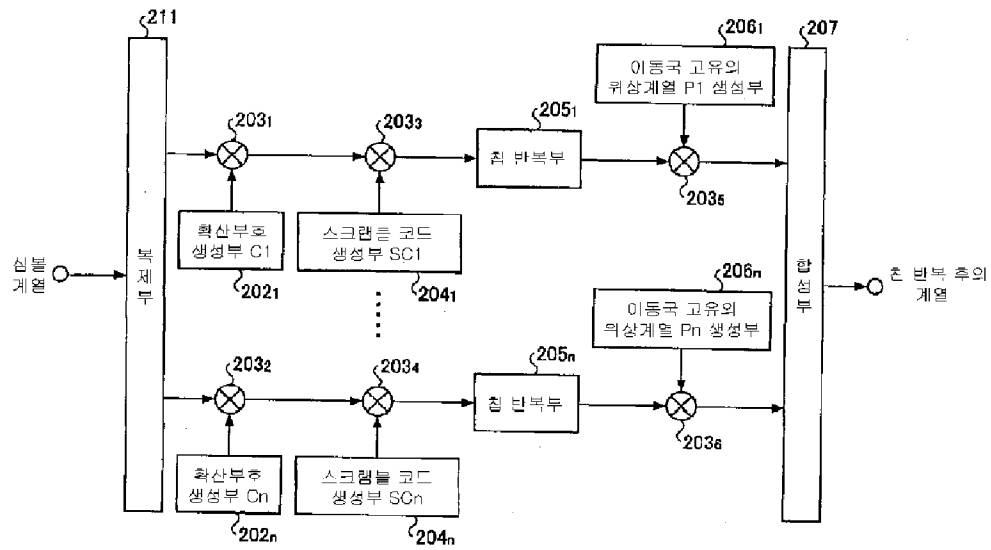 211
206₁
207
이동국 고유의
위상계열 P1 생성부
203₁
203₃
205₁
칩 반복부
203₅
확산부호
생성부 C1
스크램블 코드
생성부 SC1
심볼
계열
복제부
202₁
204₁
206ₙ
합성부
칩 반복 후의
계열
이동국 고유의
위상계열 Pn 생성부
203₂
203₄
205ₙ
칩 반복부
203₆
확산부호
생성부 Cn
스크램블 코드
생성부 SCn
202ₙ
204ₙ